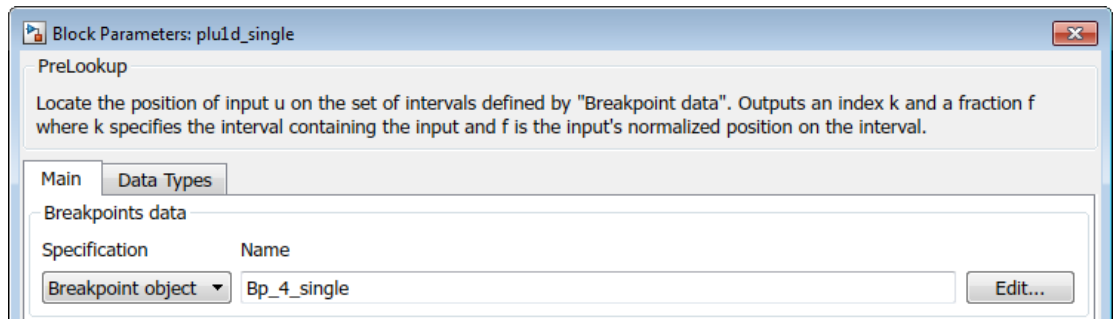 Block Parameters: plu1d_single
PreLookup
Locate the position of input u on the set of intervals defined by "Breakpoint data". Outputs an index k and a fraction f
where k specifies the interval containing the input and f is the input's normalized position on the interval.
Main Data Types
Breakpoints data
Specification Name
Breakpoint object Bp_4_single Edit...